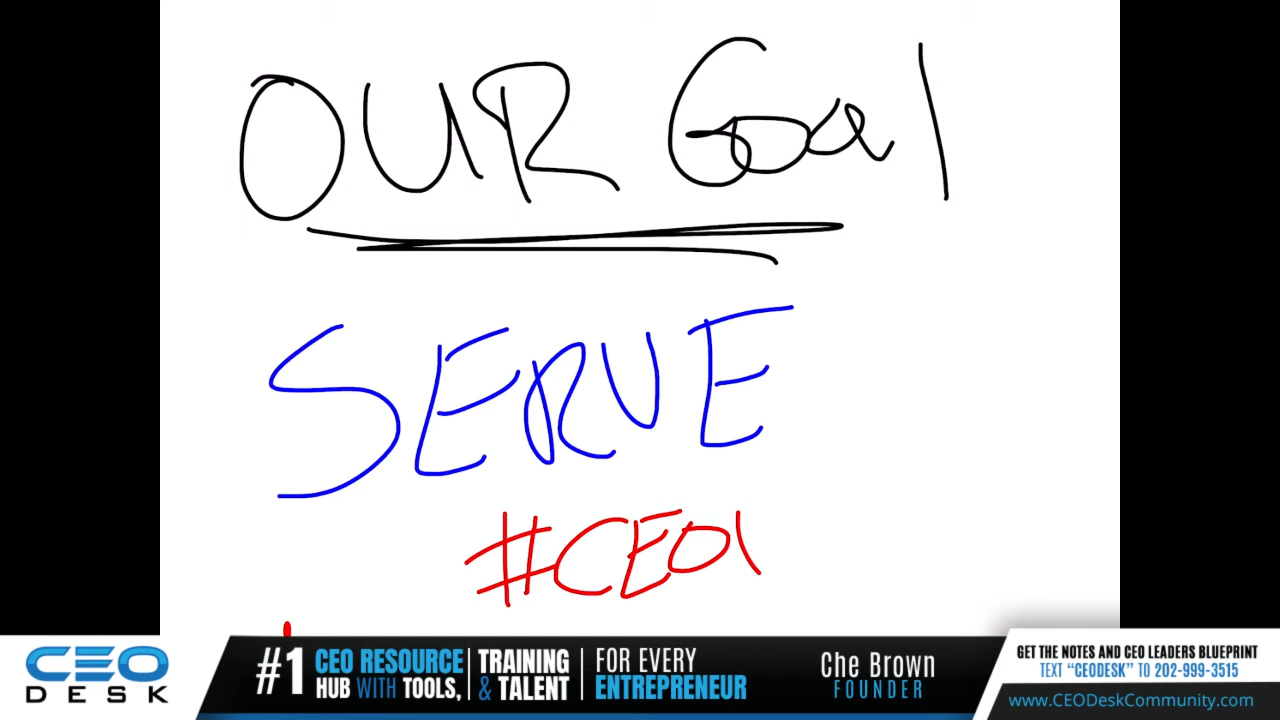 OUR Goal
SERVE
#CEO
CEO
DESK
#1
CEO RESOURCE
HUB WITH TOOLS,
TRAINING
& TALENT
FOR EVERY
ENTREPRENEUR
Che Brown
FOUNDER
GET THE NOTES AND CEO LEADERS BLUEPRINT
TEXT “CEODESK” TO 202-999-3515
www.CEODeskCommunity.com